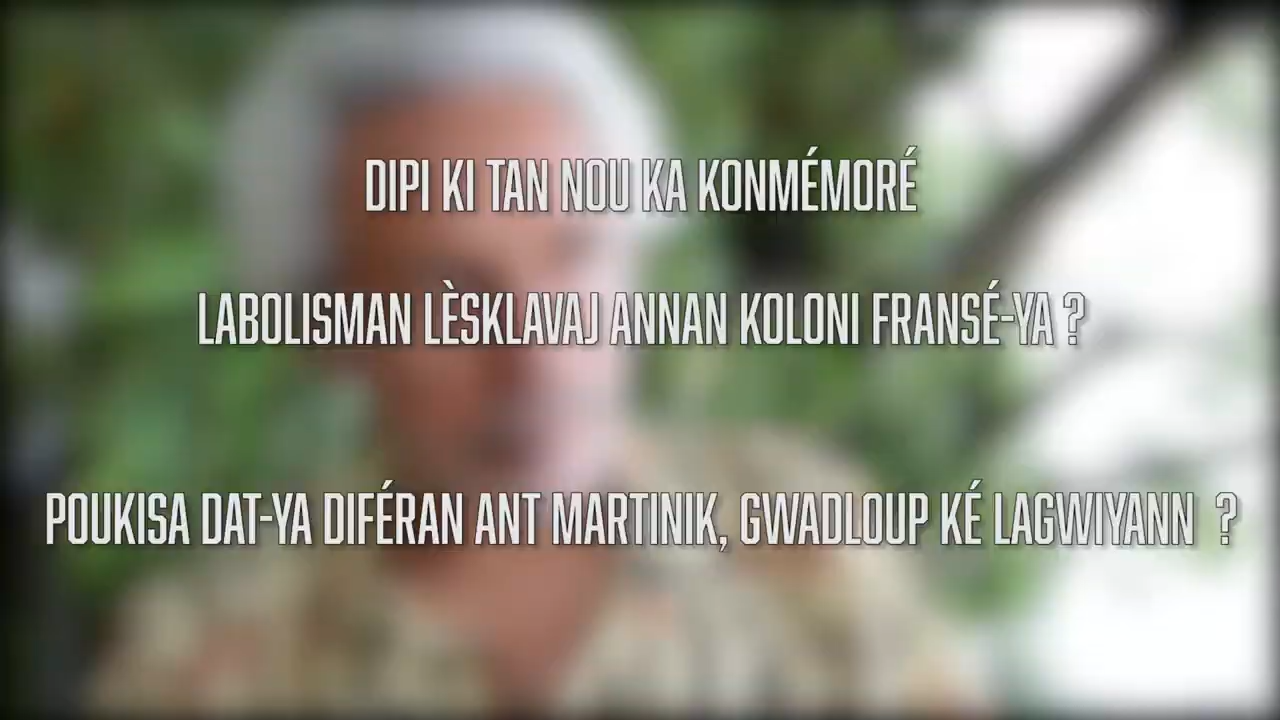 DIPI KI TAN NOU KA KONMÉMORÉ
LABOLISMAN LÈSKLAVAJ ANNAN KOLONI FRANSÉ-YA ?
POUKISA DAT-YA DIFÉRAN ANT MARTINIK, GWADLOUP KÉ LAGWIYANN ?